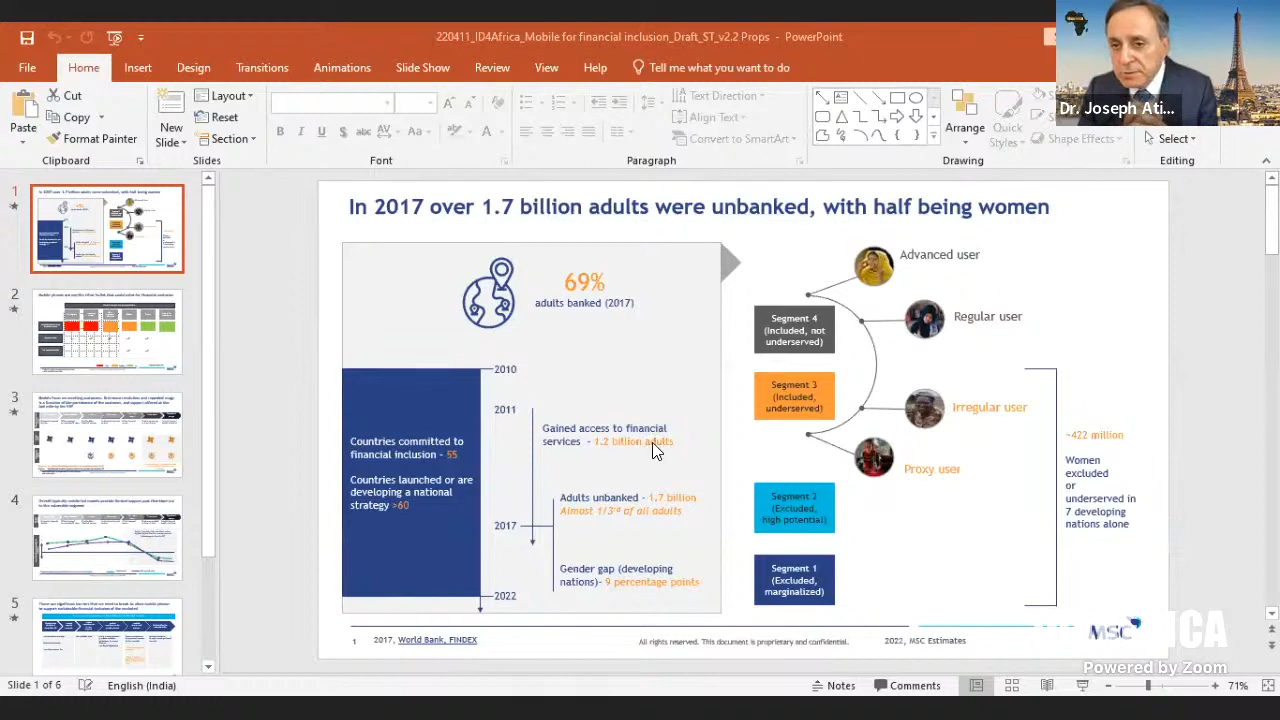 220411_ID4Africa_Mobile for financial inclusion_Draft_ST_v2.2 Props - PowerPoint
File Home Insert Design Transitions Animations Slide Show Review View Help Tell me what you want to do
Dr. Joseph Ati...
Paste
Cut
Copy
Format Painter
Clipboard
New
Slide
Layout
Reset
Section
Slides
Font
Text Direction
Align Text
Convert to SmartArt
Paragraph
Arrange
Quick
Styles
Shape Effects
Drawing
Select
Editing
1
2
3
4
5
In 2017 over 1.7 billion adults were unbanked, with half being women
69%
adults banked (2017)
Countries committed to
financial inclusion - 55
Countries launched or are
developing a national
strategy >60
2010
2011
Gained access to financial
services - 1.2 billion adults
Adults unbanked - 1.7 billion
Almost 1/3rd of all adults
2017
Gender gap (developing
nations)- 9 percentage points
2022
Segment 4
(Included, not
underserved)
Segment 3
(Included,
underserved)
Segment 2
(Excluded,
high potential)
Segment 1
(Excluded,
marginalized)
Advanced user
Regular user
Irregular user
Proxy user
~422 million
Women
excluded
or
underserved in
7 developing
nations alone
1 2017, World Bank, FINDEX
All rights reserved. This document is proprietary and confidential.
2022, MSC Estimates
MSC
Powered by Zoom
Slide 1 of 6 English (India) Notes Comments 71%